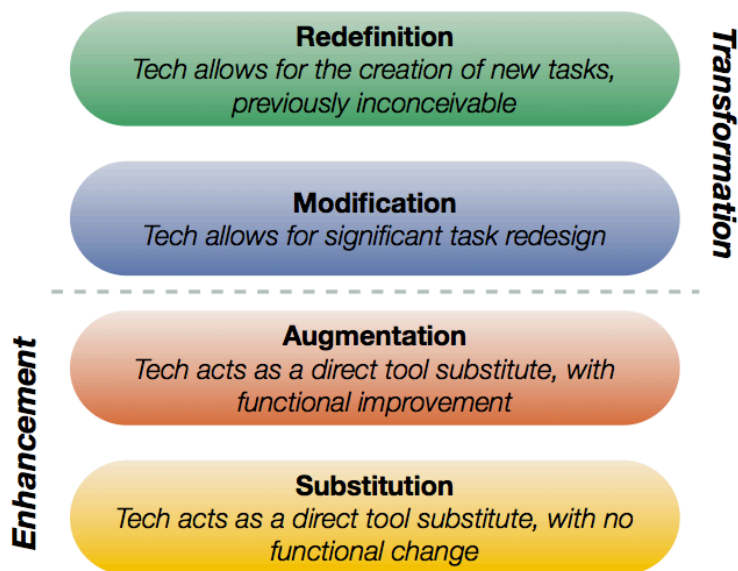 Redefinition
Tech allows for the creation of new tasks,
previously inconceivable
Modification
Tech allows for significant task redesign
Transformation
Augmentation
Tech acts as a direct tool substitute, with
functional improvement
Substitution
Tech acts as a direct tool substitute, with no
functional change
Enhancement